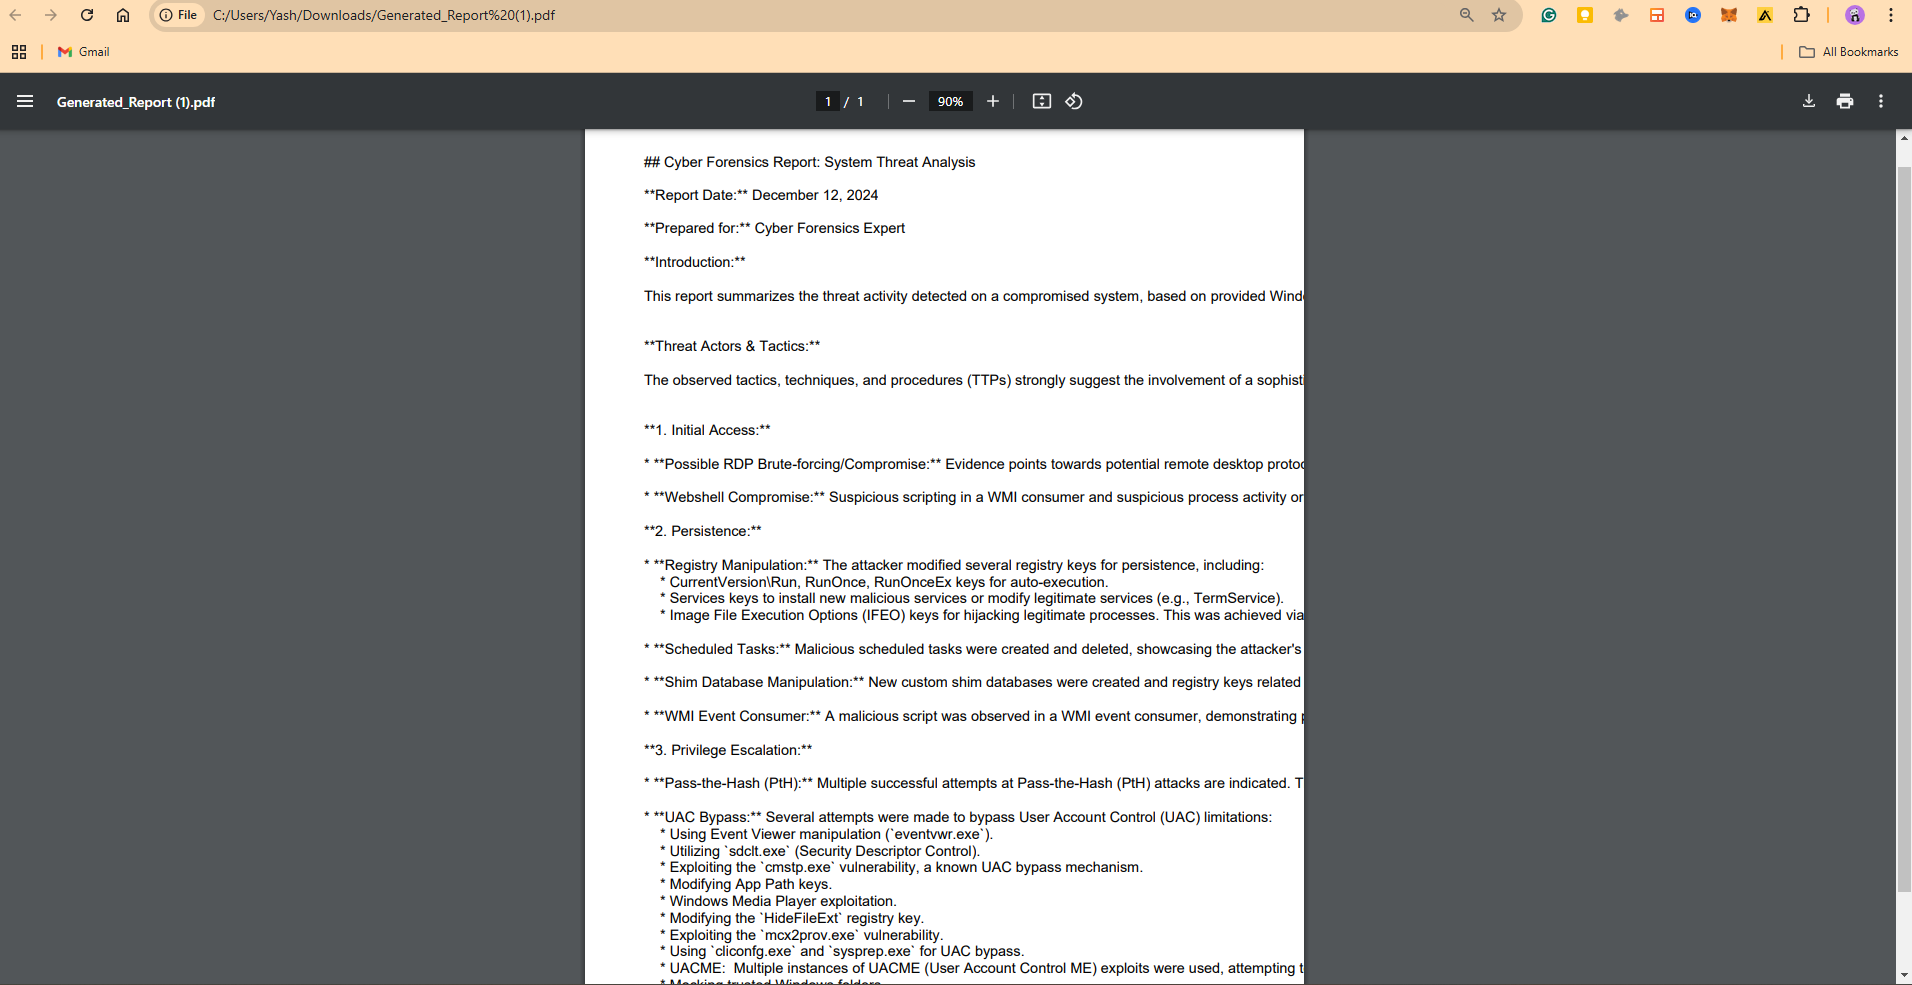 File
C:/Users/Yash/Downloads/Generated_Report%20(1).pdf
Gmail
All Bookmarks
Generated_Report (1).pdf
1 / 1
90%
## Cyber Forensics Report: System Threat Analysis
**Report Date:** December 12, 2024
**Prepared for:** Cyber Forensics Expert
**Introduction:**
This report summarizes the threat activity detected on a compromised system, based on provided Wind
**Threat Actors & Tactics:**
The observed tactics, techniques, and procedures (TTPs) strongly suggest the involvement of a sophisti
**1. Initial Access:**
* **Possible RDP Brute-forcing/Compromise:** Evidence points towards potential remote desktop protoc
* **Webshell Compromise:** Suspicious scripting in a WMI consumer and suspicious process activity or
**2. Persistence:**
* **Registry Manipulation:** The attacker modified several registry keys for persistence, including:
* CurrentVersion\Run, RunOnce, RunOnceEx keys for auto-execution.
* Services keys to install new malicious services or modify legitimate services (e.g., TermService).
* Image File Execution Options (IFEO) keys for hijacking legitimate processes. This was achieved via
* **Scheduled Tasks:** Malicious scheduled tasks were created and deleted, showcasing the attacker's
* **Shim Database Manipulation:** New custom shim databases were created and registry keys related
* **WMI Event Consumer:** A malicious script was observed in a WMI event consumer, demonstrating p
**3. Privilege Escalation:**
* **Pass-the-Hash (PtH):** Multiple successful attempts at Pass-the-Hash (PtH) attacks are indicated. T
* **UAC Bypass:** Several attempts were made to bypass User Account Control (UAC) limitations:
* Using Event Viewer manipulation (`eventvwr.exe`).
* Utilizing `sdclt.exe` (Security Descriptor Control).
* Exploiting the `cmstp.exe` vulnerability, a known UAC bypass mechanism.
* Modifying App Path keys.
* Windows Media Player exploitation.
* Modifying the `HideFileExt` registry key.
* Exploiting the `mcx2prov.exe` vulnerability.
* Using `cliconfg.exe` and `sysprep.exe` for UAC bypass.
* UACME:  Multiple instances of UACME (User Account Control ME) exploits were used, attempting t
* Mocking trusted Windows folders